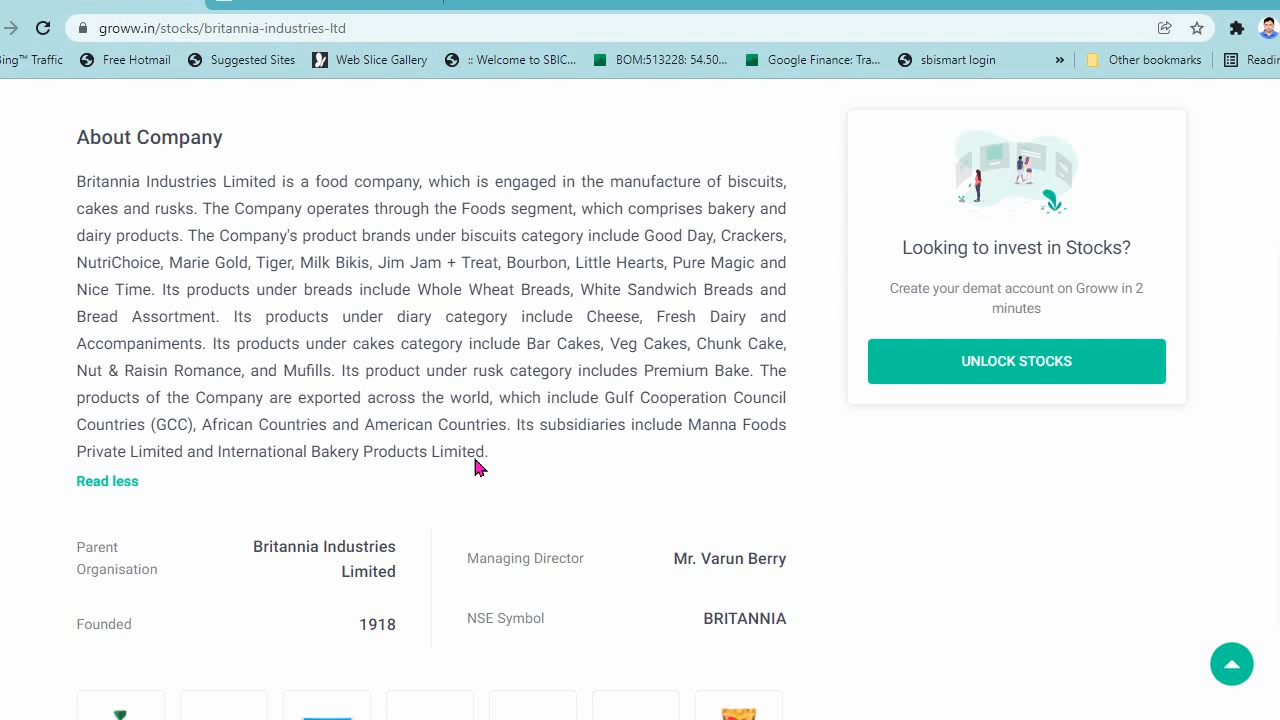 groww.in/stocks/britannia-industries-ltd
Bing™ Traffic
Free Hotmail
Suggested Sites
Web Slice Gallery
:: Welcome to SBIC...
BOM:513228: 54.50...
Google Finance: Tra...
sbismart login
»
Other bookmarks
About Company
Britannia Industries Limited is a food company, which is engaged in the manufacture of biscuits,
cakes and rusks. The Company operates through the Foods segment, which comprises bakery and
dairy products. The Company's product brands under biscuits category include Good Day, Crackers,
NutriChoice, Marie Gold, Tiger, Milk Bikis, Jim Jam + Treat, Bourbon, Little Hearts, Pure Magic and
Nice Time. Its products under breads include Whole Wheat Breads, White Sandwich Breads and
Bread Assortment. Its products under diary category include Cheese, Fresh Dairy and
Accompaniments. Its products under cakes category include Bar Cakes, Veg Cakes, Chunk Cake,
Nut & Raisin Romance, and Mufills. Its product under rusk category includes Premium Bake. The
products of the Company are exported across the world, which include Gulf Cooperation Council
Countries (GCC), African Countries and American Countries. Its subsidiaries include Manna Foods
Private Limited and International Bakery Products Limited.
Read less
Parent
Organisation
Britannia Industries
Limited
Founded
1918
Managing Director
Mr. Varun Berry
NSE Symbol
BRITANNIA
Looking to invest in Stocks?
Create your demat account on Groww in 2
minutes
UNLOCK STOCKS